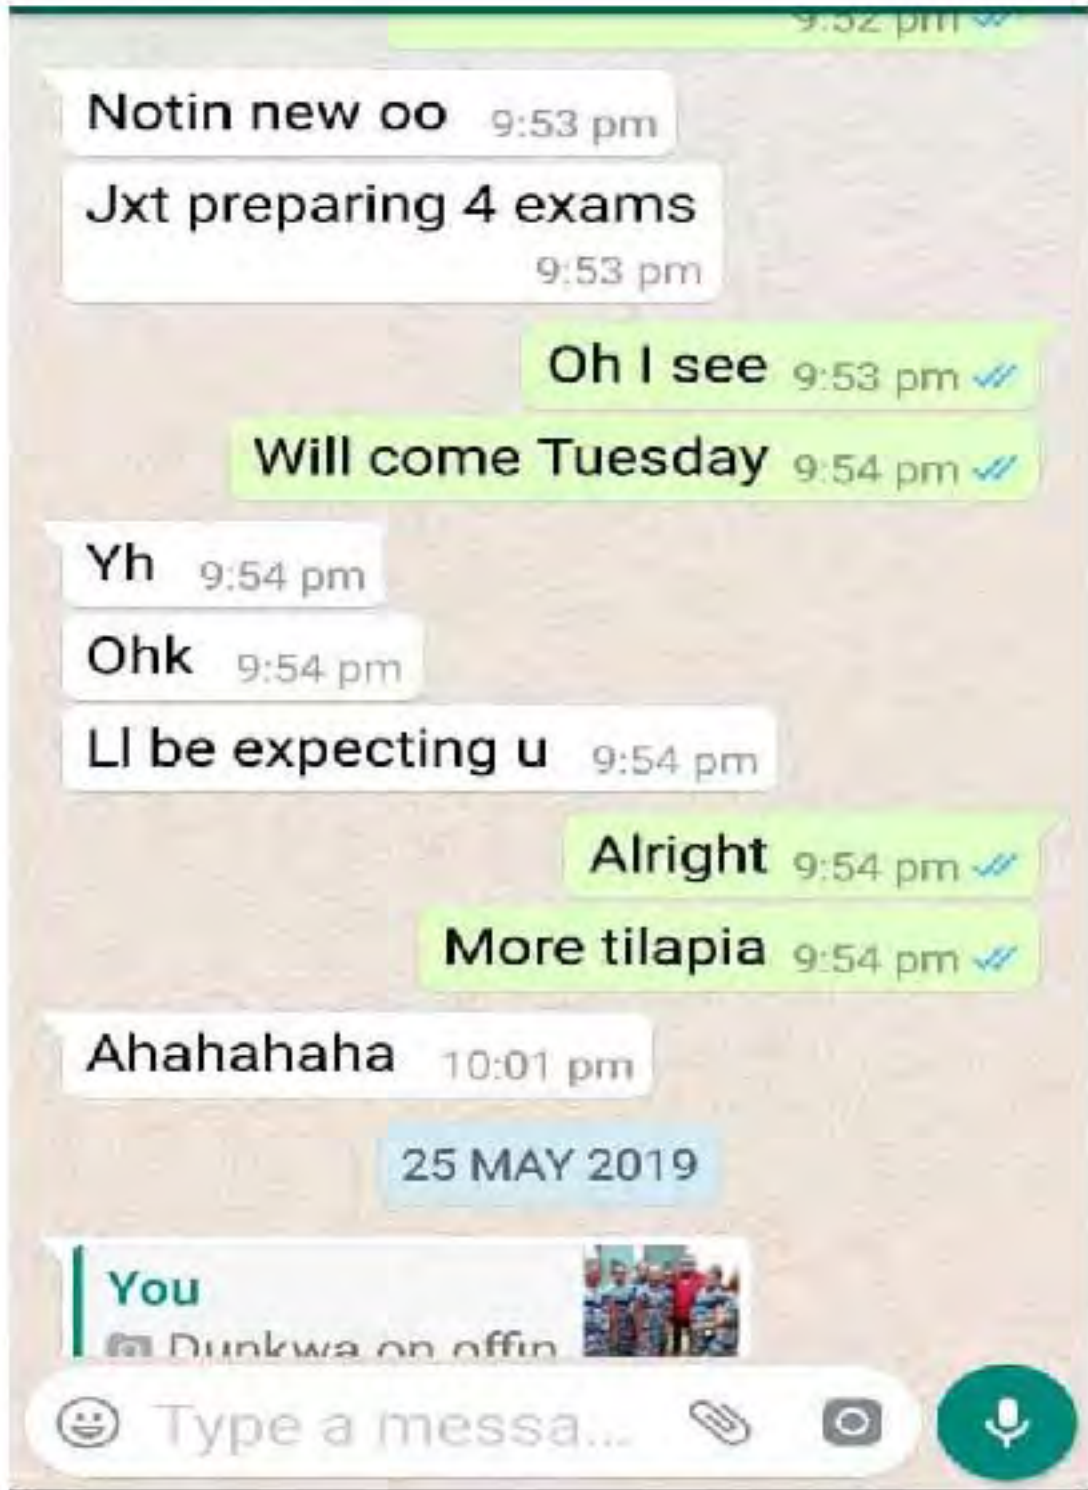 9:52 pm
Notin new oo 9:53 pm
Jxt preparing 4 exams
9:53 pm
Oh I see 9:53 pm
Will come Tuesday 9:54 pm
Yh 9:54 pm
Ohk 9:54 pm
Ll be expecting u 9:54 pm
Alright 9:54 pm
More tilapia 9:54 pm
Ahahahaha 10:01 pm
25 MAY 2019
You
Dunkwa on offin
Type a messa...